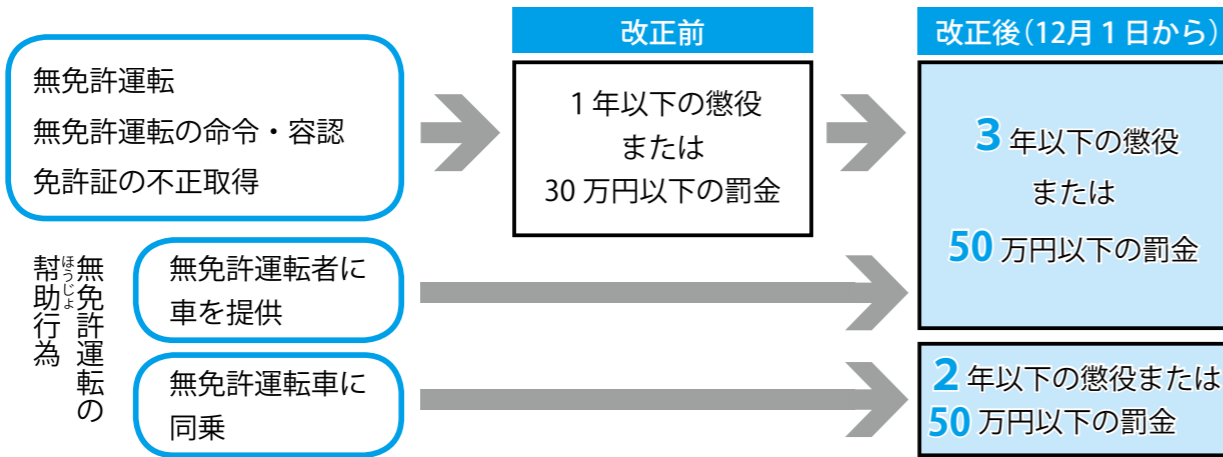 改正前
改正後(12月1日から)
無免許運転
無免許運転の命令・容認
免許証の不正取得
1年以下の懲役
または
30万円以下の罰金
3年以下の懲役
または
50万円以下の罰金
無免許運転の
幇助行為
ほうじょ
無免許運転者に
車を提供
無免許運転車に
同乗
2年以下の懲役または
50万円以下の罰金